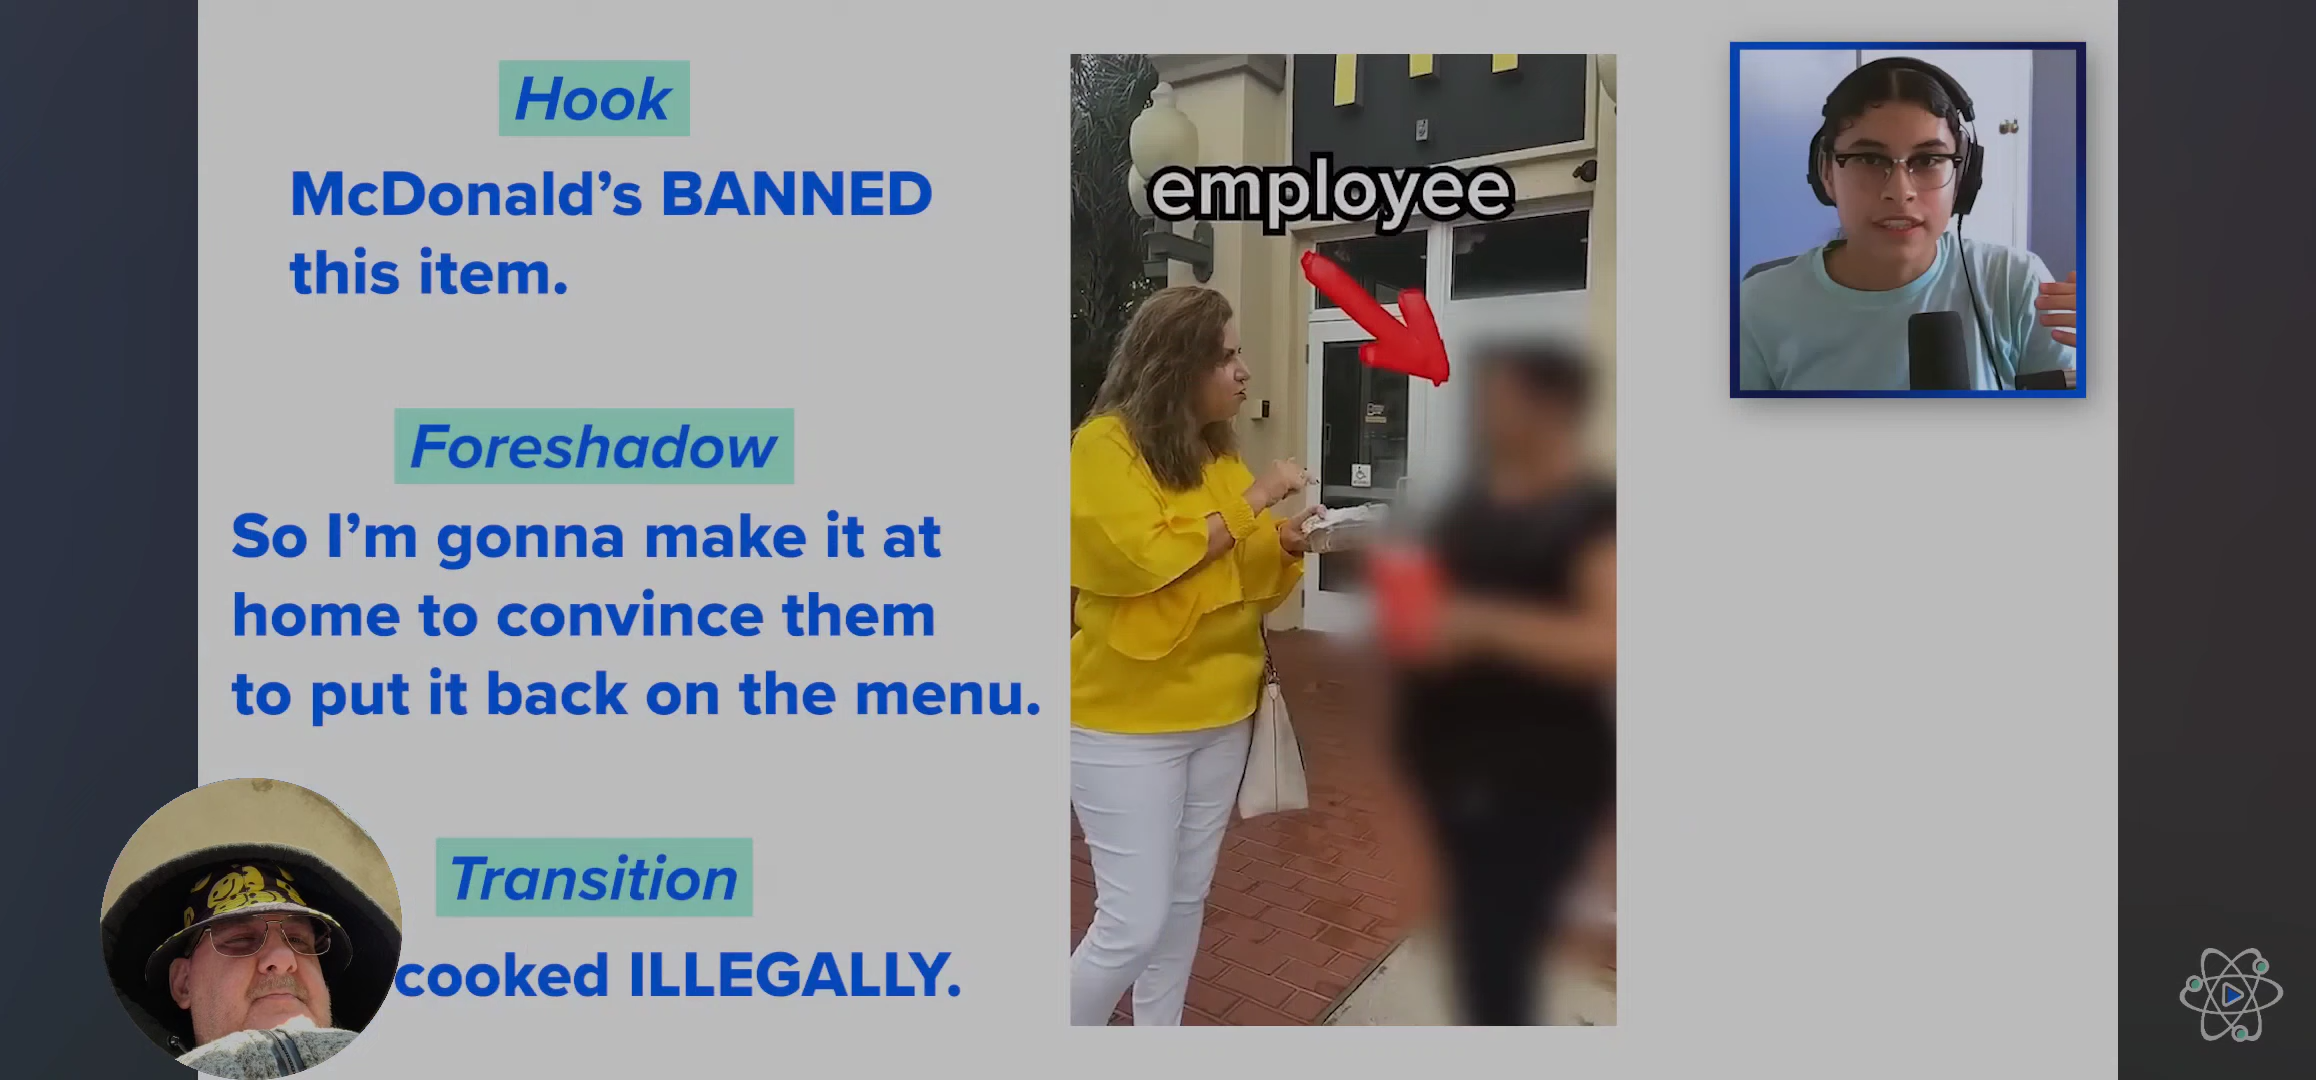 Hook
McDonald’s BANNED
this item.
Foreshadow
So I’m gonna make it at
home to convince them
to put it back on the menu.
Transition
cooked ILLEGALLY.
employee